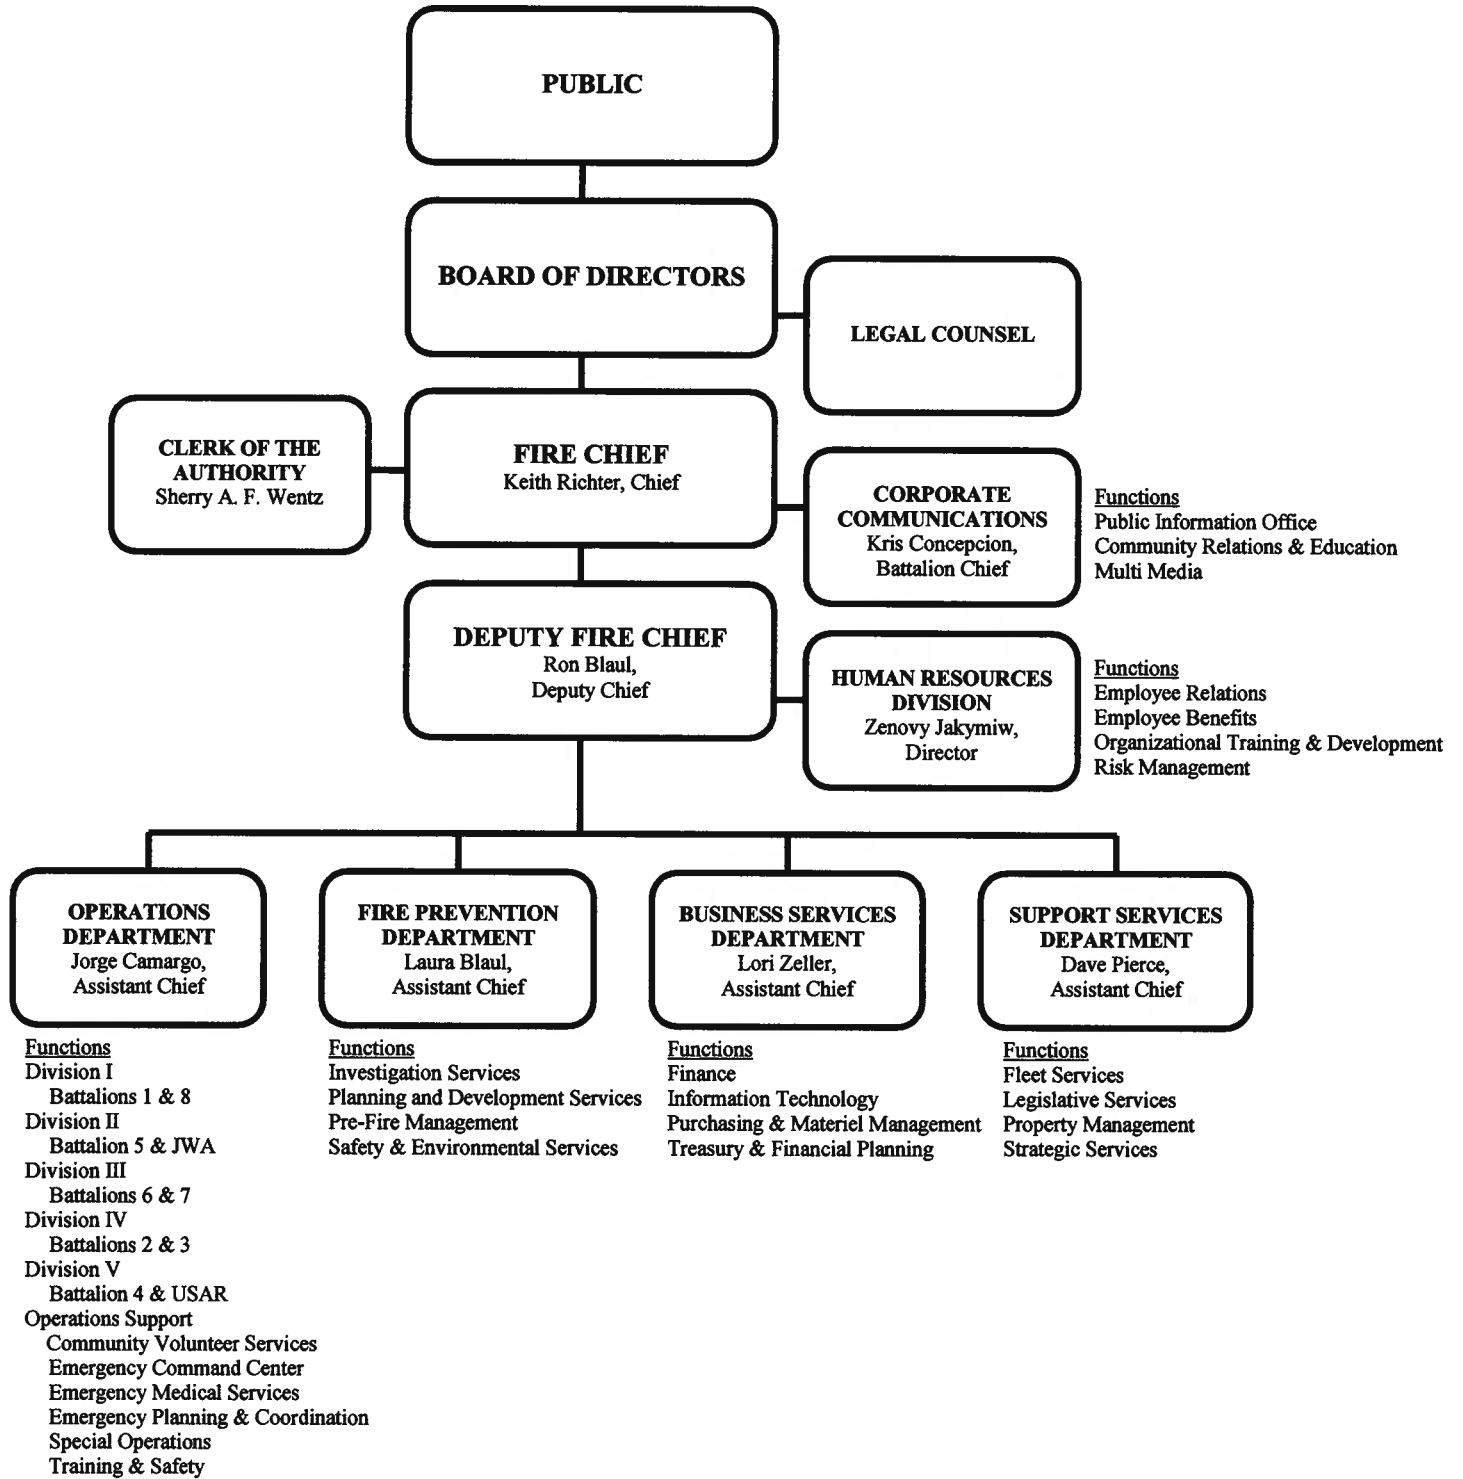 PUBLIC
BOARD OF DIRECTORS
LEGAL COUNSEL
CLERK OF THE
AUTHORITY
Sherry A. F. Wentz
FIRE CHIEF
Keith Richter, Chief
CORPORATE
COMMUNICATIONS
Kris Concepcion,
Battalion Chief
Functions
Public Information Office
Community Relations & Education
Multi Media
DEPUTY FIRE CHIEF
Ron Blaul,
Deputy Chief
HUMAN RESOURCES
DIVISION
Zenovy Jakymiw,
Director
Functions
Employee Relations
Employee Benefits
Organizational Training & Development
Risk Management
OPERATIONS
DEPARTMENT
Jorge Camargo,
Assistant Chief
Functions
Division I
Battalions 1 & 8
Division II
Battalion 5 & JWA
Division III
Battalions 6 & 7
Division IV
Battalions 2 & 3
Division V
Battalion 4 & USAR
Operations Support
Community Volunteer Services
Emergency Command Center
Emergency Medical Services
Emergency Planning & Coordination
Special Operations
Training & Safety
FIRE PREVENTION
DEPARTMENT
Laura Blaul,
Assistant Chief
Functions
Investigation Services
Planning and Development Services
Pre-Fire Management
Safety & Environmental Services
BUSINESS SERVICES
DEPARTMENT
Lori Zeller,
Assistant Chief
Functions
Finance
Information Technology
Purchasing & Materiel Management
Treasury & Financial Planning
SUPPORT SERVICES
DEPARTMENT
Dave Pierce,
Assistant Chief
Functions
Fleet Services
Legislative Services
Property Management
Strategic Services